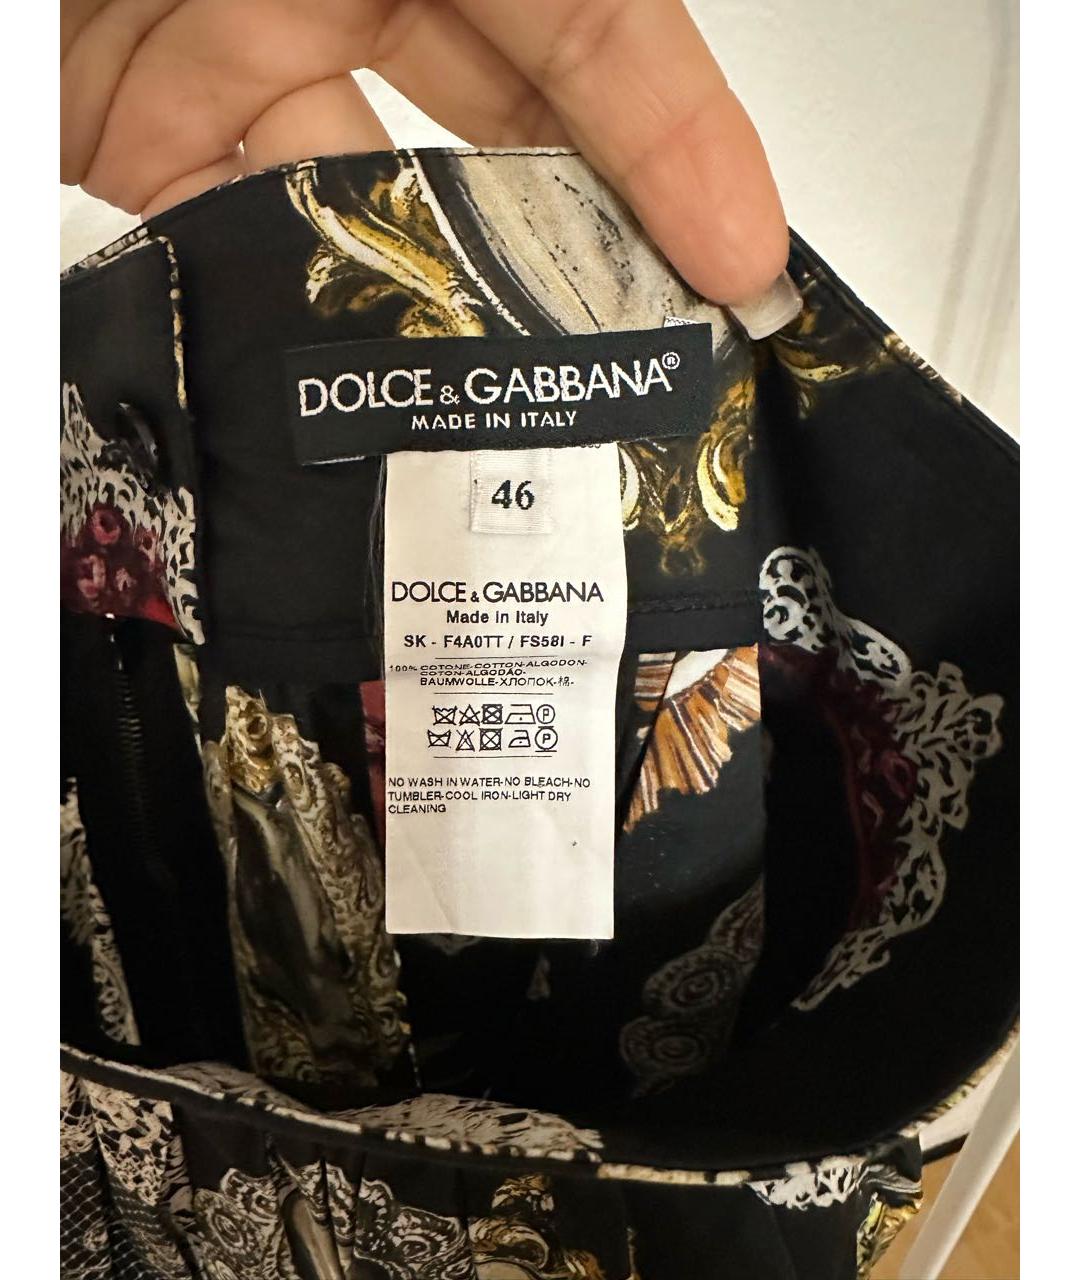 DOLCE & GABBANA®
MADE IN ITALY
46
DOLCE & GABBANA
Made in Italy
SK - F4A0TT / FS58I - F
100% COTONE-COTTON-ALGODON-
COTON-ALGODÃO-
BAUMWOLLE-ХЛОПОК-棉-
P
P
NO WASH IN WATER-NO BLEACH-NO
TUMBLER-COOL IRON-LIGHT DRY
CLEANING